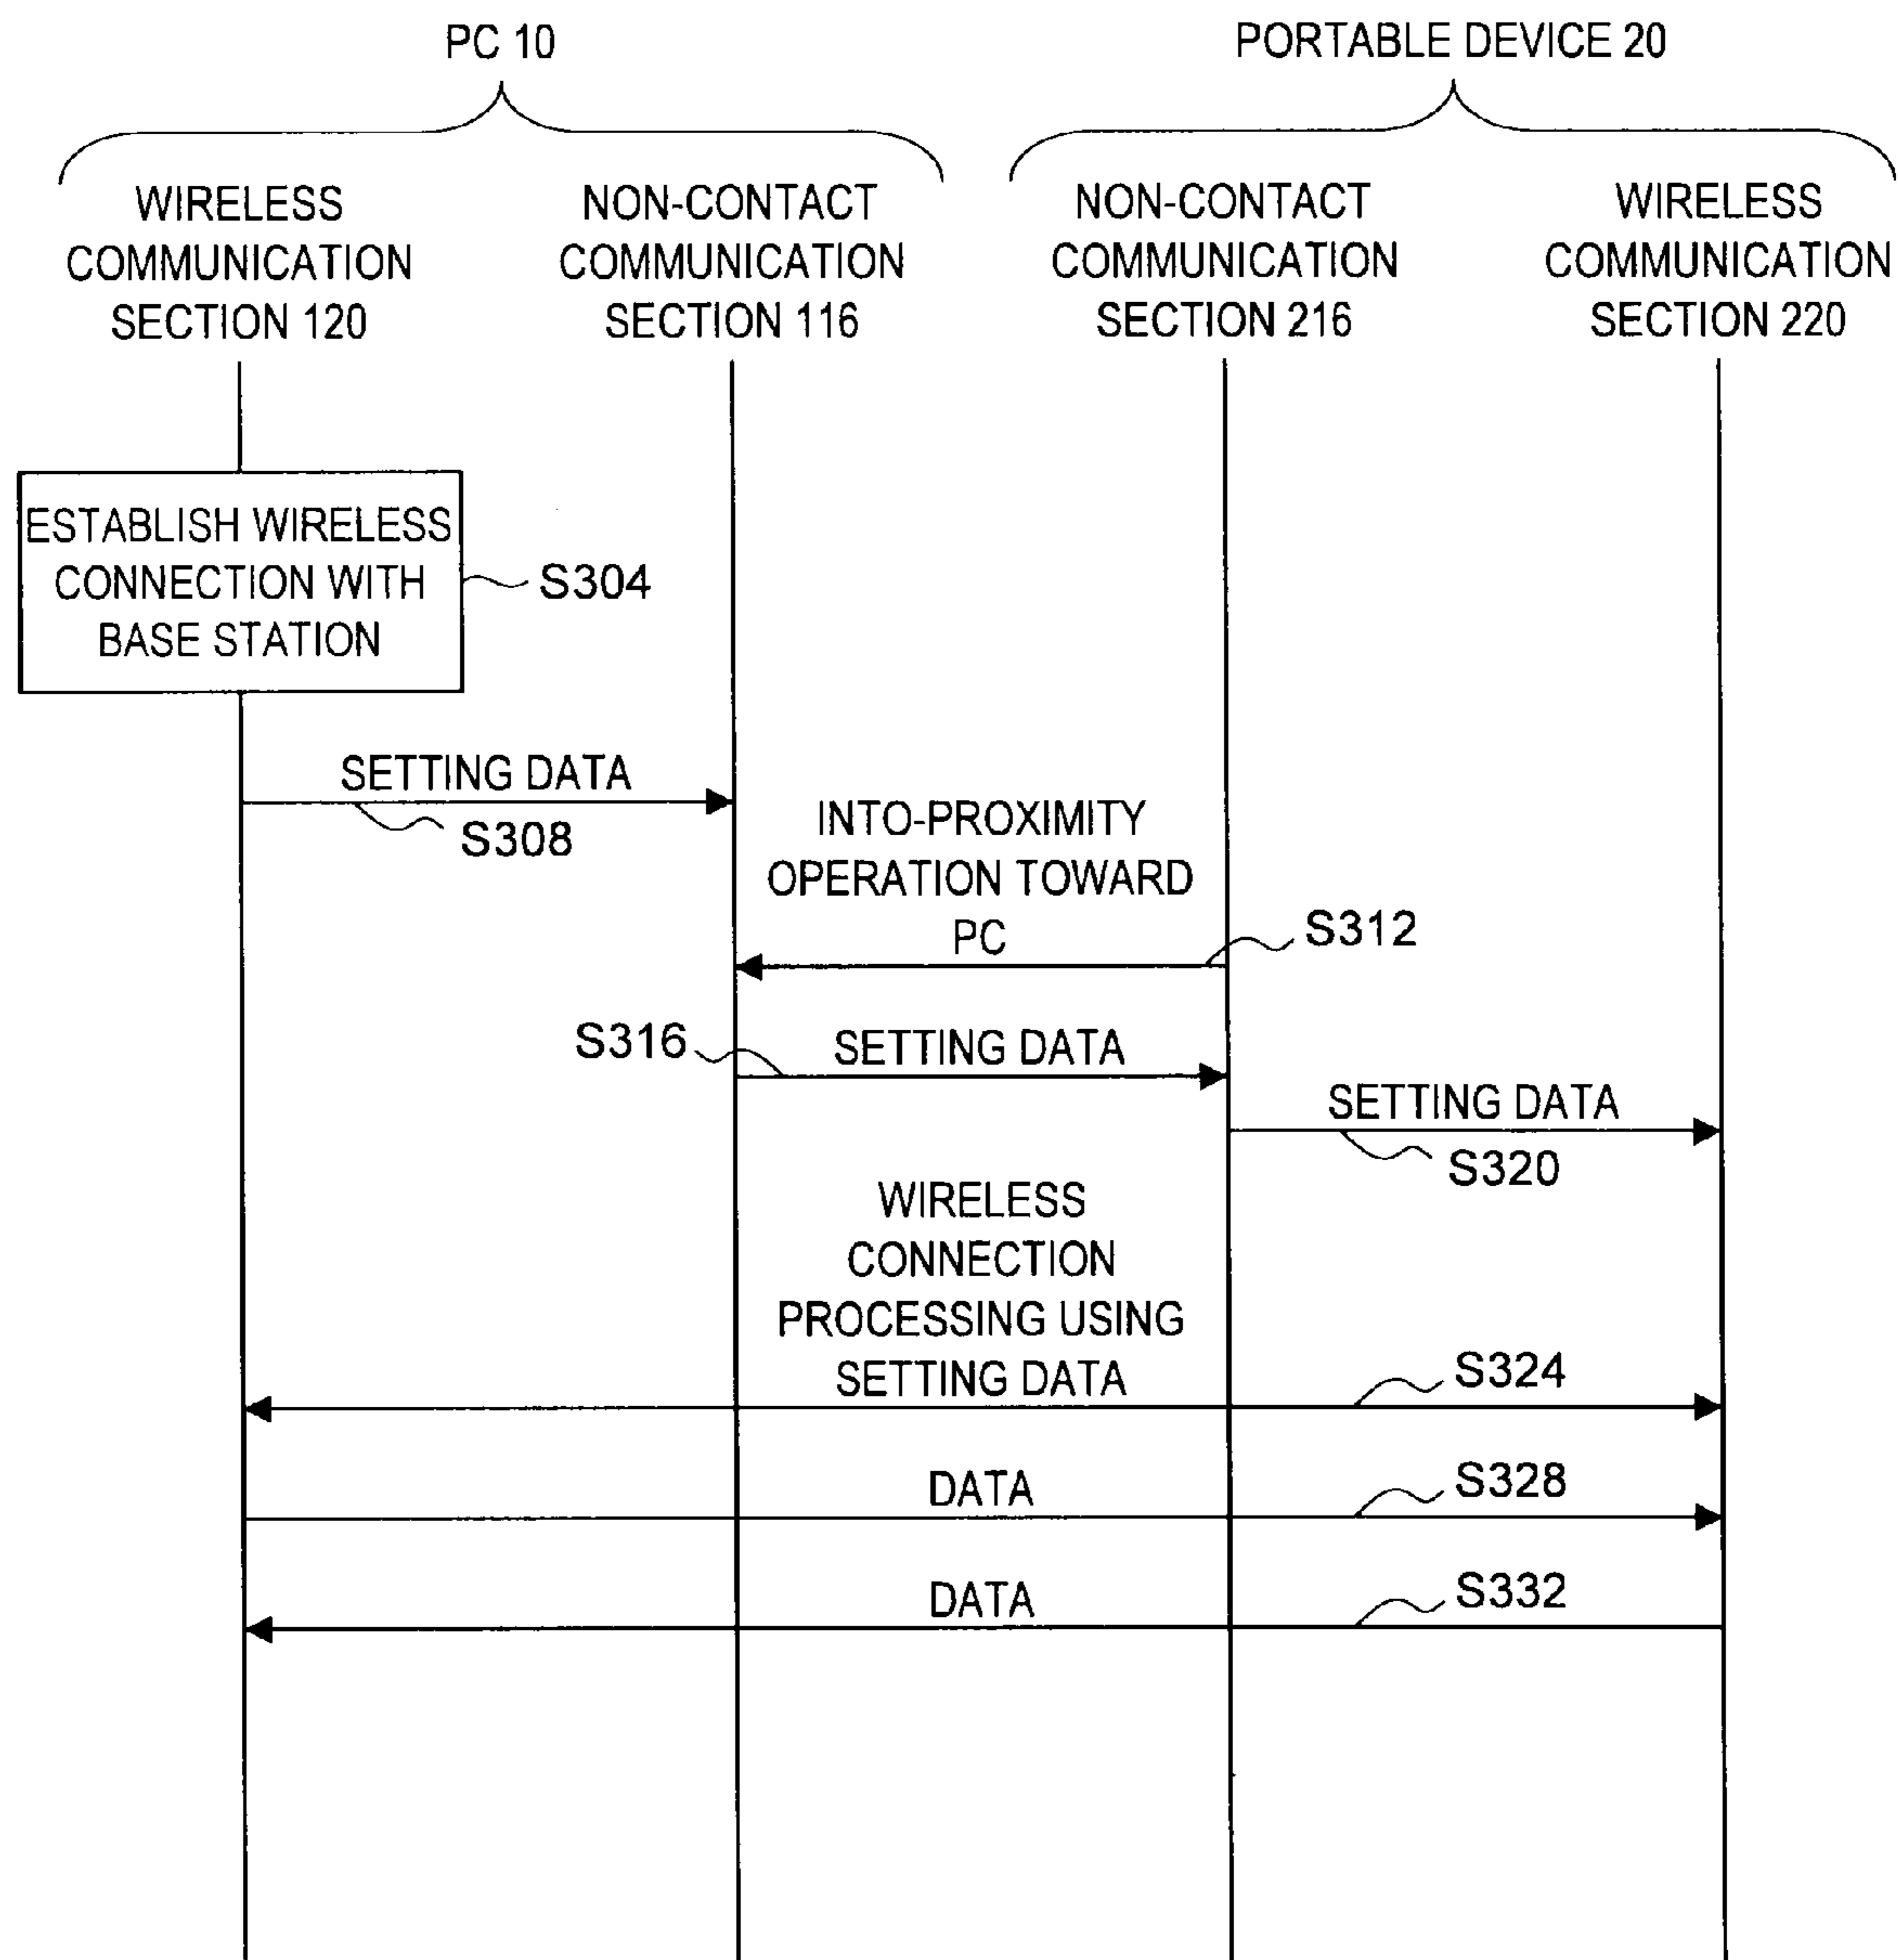 PC 10
PORTABLE DEVICE 20
WIRELESS
COMMUNICATION
SECTION 120
NON-CONTACT
COMMUNICATION
SECTION 116
NON-CONTACT
COMMUNICATION
SECTION 216
WIRELESS
COMMUNICATION
SECTION 220
ESTABLISH WIRELESS
CONNECTION WITH
BASE STATION
S304
SETTING DATA
S308
INTO-PROXIMITY
OPERATION TOWARD
PC
S312
S316
SETTING DATA
SETTING DATA
S320
WIRELESS
CONNECTION
PROCESSING USING
SETTING DATA
S324
DATA
S328
DATA
S332